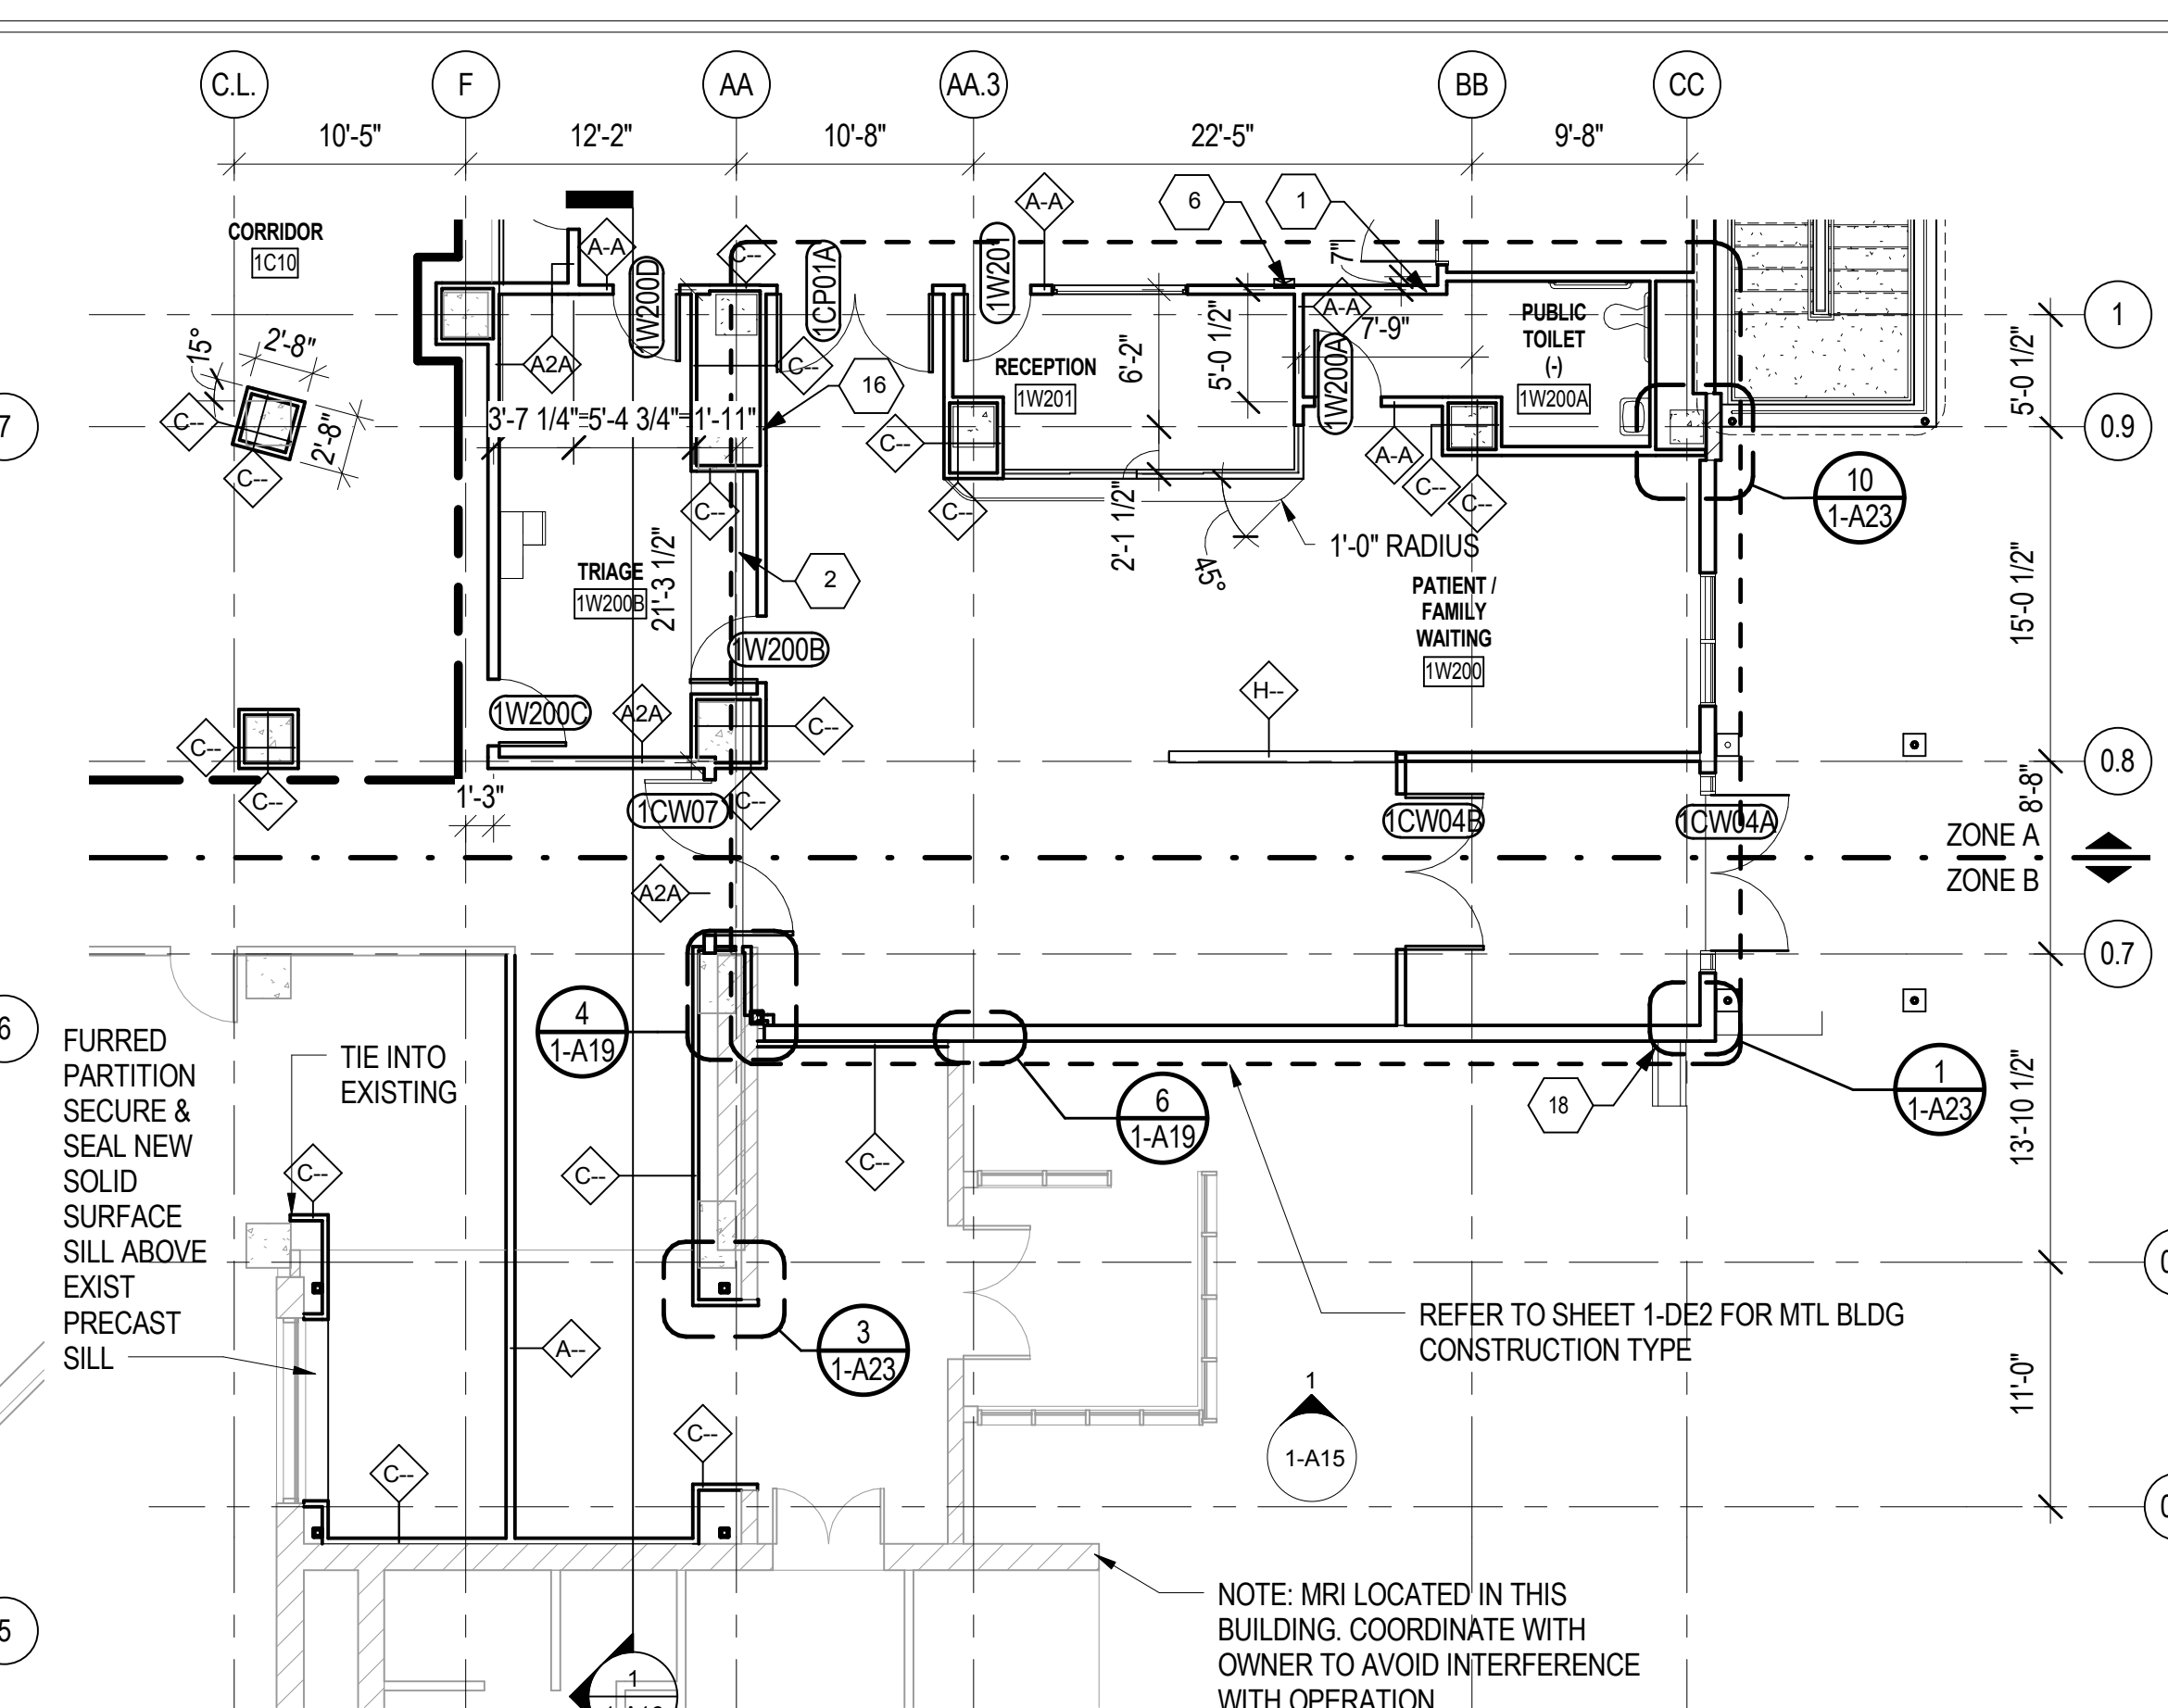 C.L.
F
AA
AA.3
BB
CC
10'-5"
12'-2"
10'-8"
22'-5"
9'-8"
CORRIDOR
1C10
A-A
1W200D
C--
1CP01A
1W201
A-A
6
1
7"
A-A
7'-9"
PUBLIC
TOILET
(-)
1W200A
1
15°
2'-8"
2'-8"
C--
C--
A2A
C--
16
RECEPTION
1W201
6'-2"
5'-0 1/2"
1W200A
5'-0 1/2"
7
0.9
3'-7 1/4"
5'-4 3/4"
1'-11"
C--
C--
C--
C--
A-A
C--
C--
10
1-A23
2'-1 1/2"
45°
1'-0" RADIUS
TRIAGE
1W200B
21'-3 1/2"
2
PATIENT /
FAMILY
WAITING
1W200
15'-0 1/2"
1W200B
H--
1W200C
A2A
C--
C--
C--
0.8
1'-3"
1CW07
C--
1CW04B
1CW04A
8'-8"
ZONE A
ZONE B
A2A
0.7
6
4
1-A19
FURRED
PARTITION
SECURE &
SEAL NEW
SOLID
SURFACE
SILL ABOVE
EXIST
PRECAST
SILL
TIE INTO
EXISTING
6
1-A19
18
1
1-A23
13'-10 1/2"
C--
C--
C--
REFER TO SHEET 1-DE2 FOR MTL BLDG
CONSTRUCTION TYPE
A--
3
1-A23
11'-0"
1
1-A15
C--
C--
NOTE: MRI LOCATED IN THIS
BUILDING. COORDINATE WITH
OWNER TO AVOID INTERFERENCE
WITH OPERATION
5
1